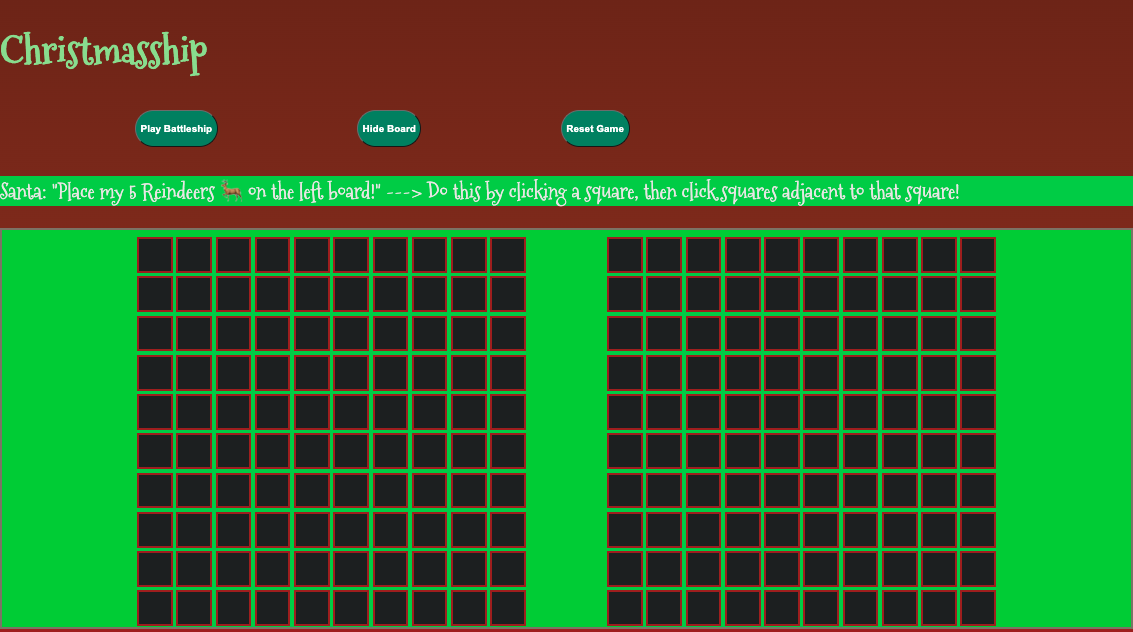 Christmasship
Play Battleship
Hide Board
Reset Game
Santa: "Place my 5 Reindeers 🦌 on the left board!" ---> Do this by clicking a square, then click squares adjacent to that square!